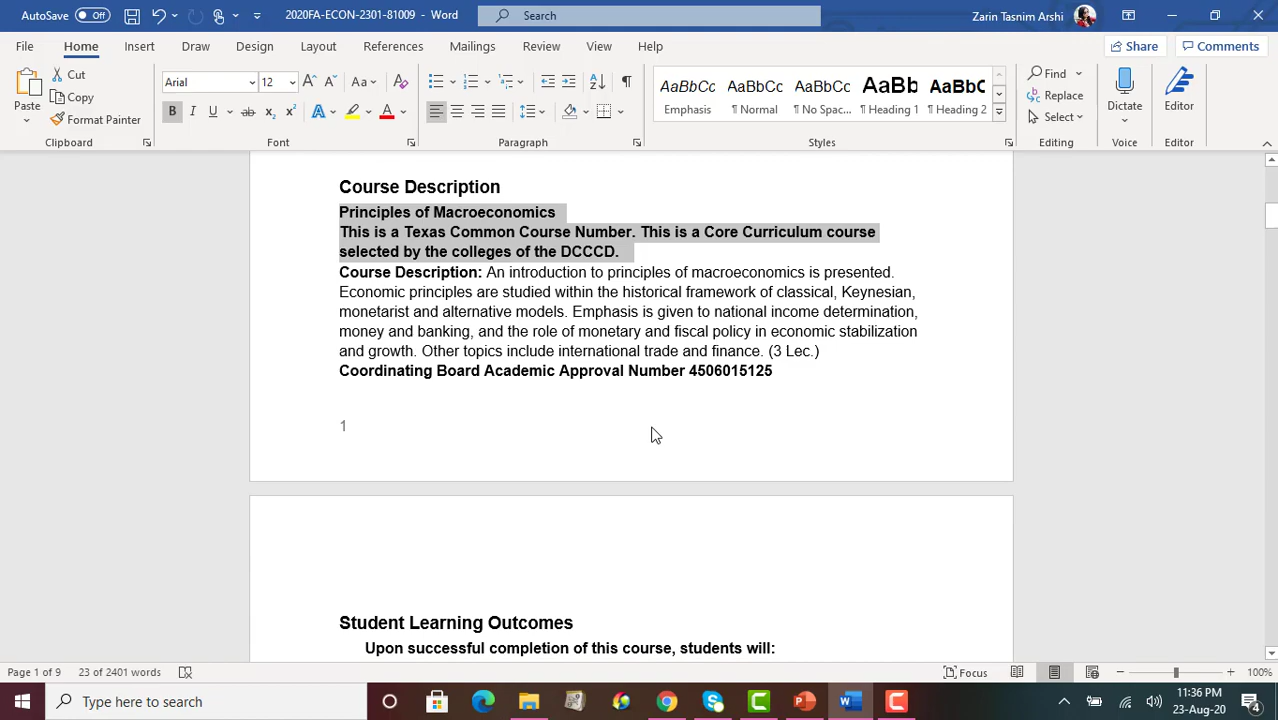 AutoSave Off 2020FA-ECON-2301-81009 - Word Search Zarin Tasnim Arshi
File Home Insert Draw Design Layout References Mailings Review View Help Share Comments
Paste Cut Copy Format Painter
Arial 12
AaBbCc AaBbCc AaBbCc AaBbCc AaBbCc
Emphasis ¶ Normal ¶ No Spac... ¶ Heading 1 ¶ Heading 2
Find Replace Select
Dictate Editor
Clipboard Font Paragraph Styles Editing Voice Editor
Course Description
Principles of Macroeconomics
This is a Texas Common Course Number. This is a Core Curriculum course
selected by the colleges of the DCCCD.
Course Description: An introduction to principles of macroeconomics is presented.
Economic principles are studied within the historical framework of classical, Keynesian,
monetarist and alternative models. Emphasis is given to national income determination,
money and banking, and the role of monetary and fiscal policy in economic stabilization
and growth. Other topics include international trade and finance. (3 Lec.)
Coordinating Board Academic Approval Number 4506015125
1
Student Learning Outcomes
Upon successful completion of this course, students will:
Page 1 of 9 23 of 2401 words Focus 100%
Type here to search
11:36 PM
23-Aug-20
4